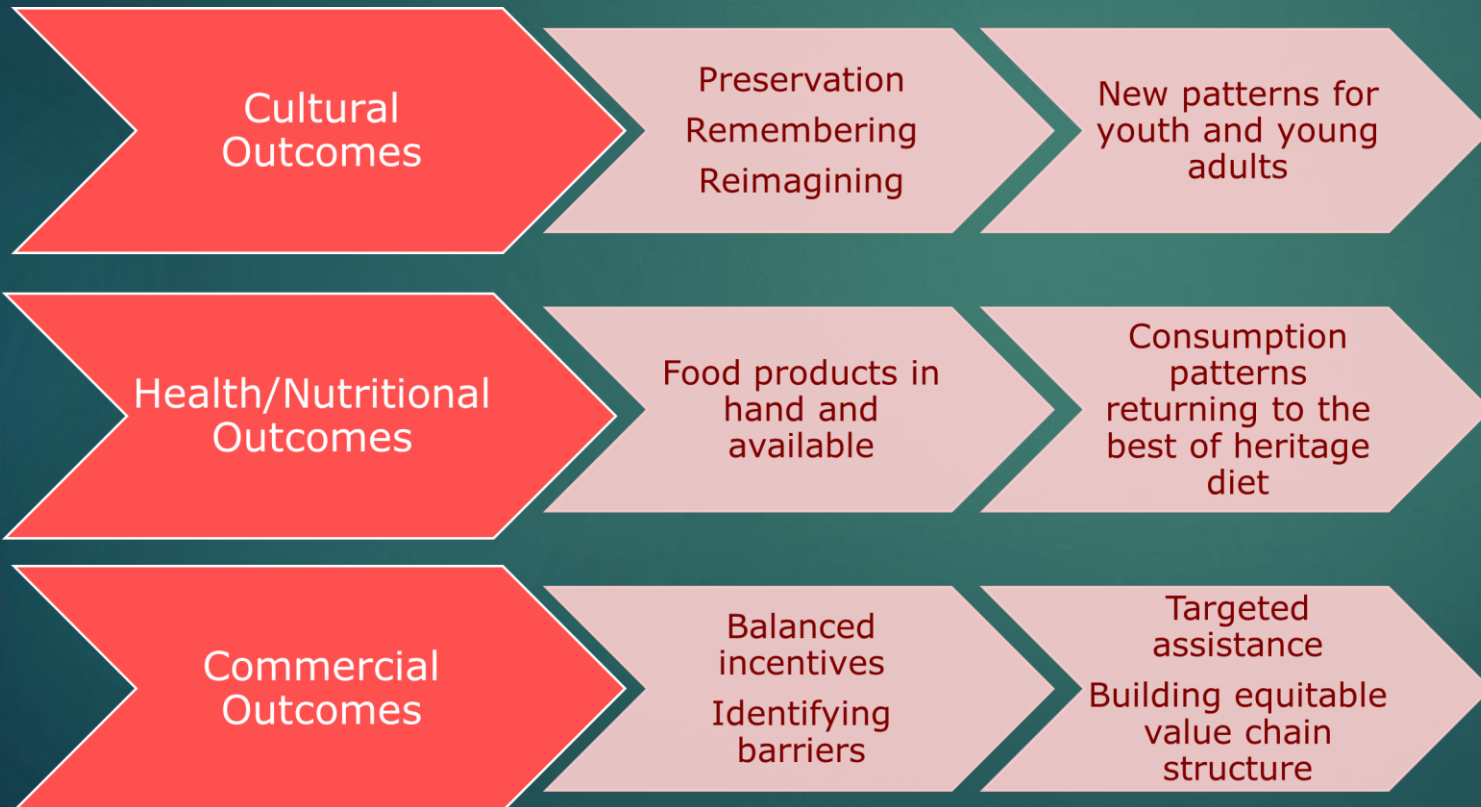 Cultural
Outcomes
Preservation
Remembering
Reimagining
New patterns for
youth and young
adults
Health/Nutritional
Outcomes
Food products in
hand and
available
Consumption
patterns
returning to the
best of heritage
diet
Commercial
Outcomes
Balanced
incentives
Identifying
barriers
Targeted
assistance
Building equitable
value chain
structure